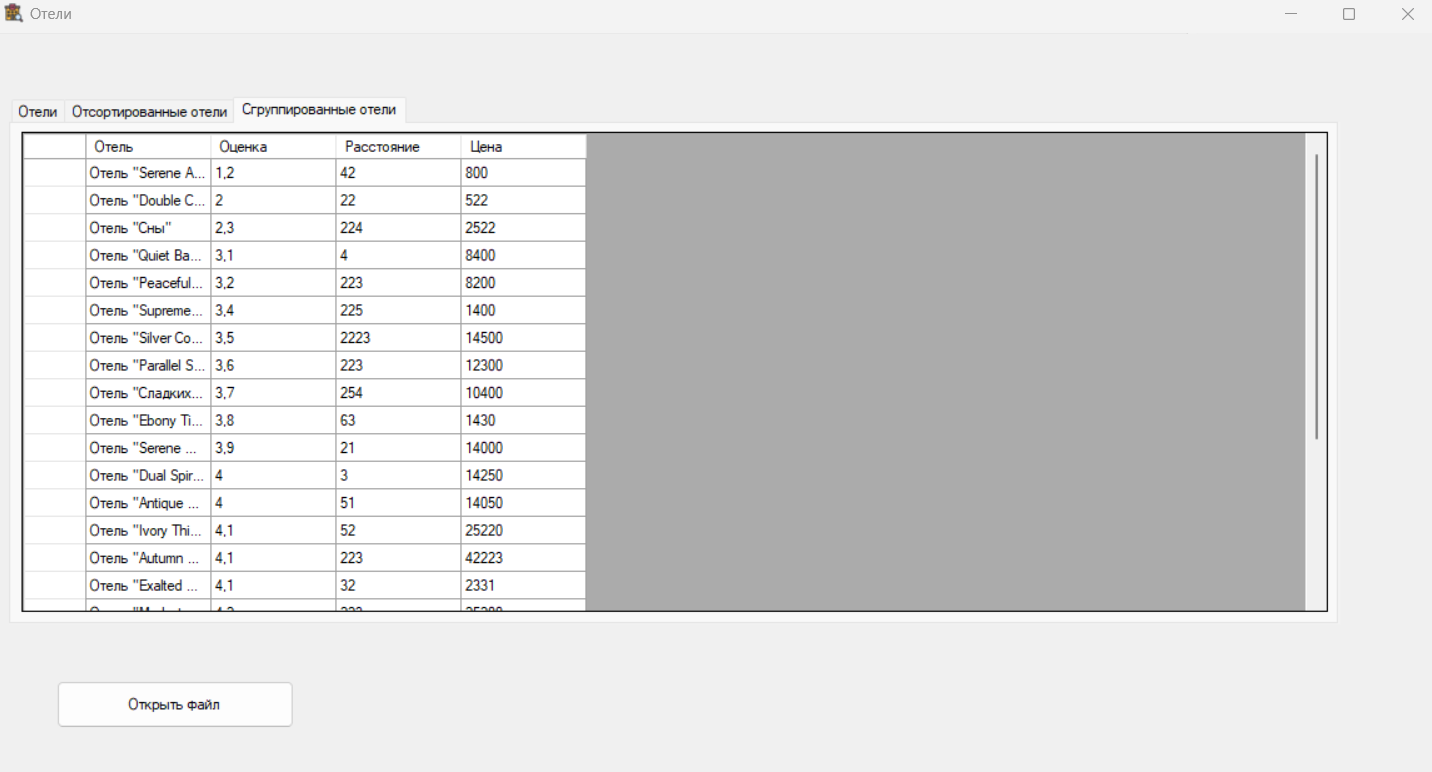 Отели
Отели Отсортированные отели Сгруппированные отели
Отель Оценка Расстояние Цена
Отель "Serene A... 1,2 42 800
Отель "Double C... 2 22 522
Отель "Сны" 2,3 224 2522
Отель "Quiet Ba... 3,1 4 8400
Отель "Peaceful... 3,2 223 8200
Отель "Supreme... 3,4 225 1400
Отель "Silver Co... 3,5 2223 14500
Отель "Parallel S... 3,6 223 12300
Отель "Сладких... 3,7 254 10400
Отель "Ebony Ti... 3,8 63 1430
Отель "Serene ... 3,9 21 14000
Отель "Dual Spir... 4 3 14250
Отель "Antique ... 4 51 14050
Отель "Ivory Thi... 4,1 52 25220
Отель "Autumn ... 4,1 223 42223
Отель "Exalted ... 4,1 32 2331
Открыть файл